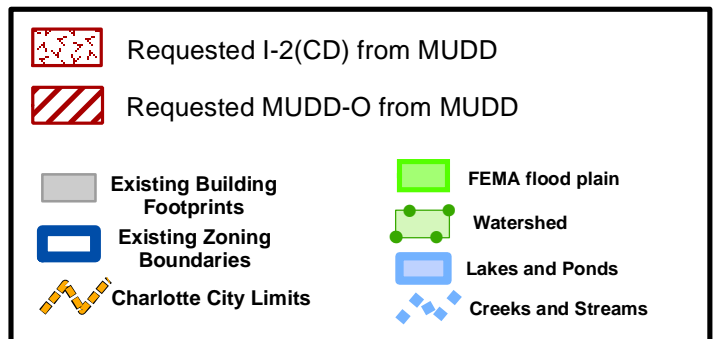 Requested I-2(CD) from MUDD
Requested MUDD-O from MUDD
Existing Building
Footprints
Existing Zoning
Boundaries
Charlotte City Limits
FEMA flood plain
Watershed
Lakes and Ponds
Creeks and Streams